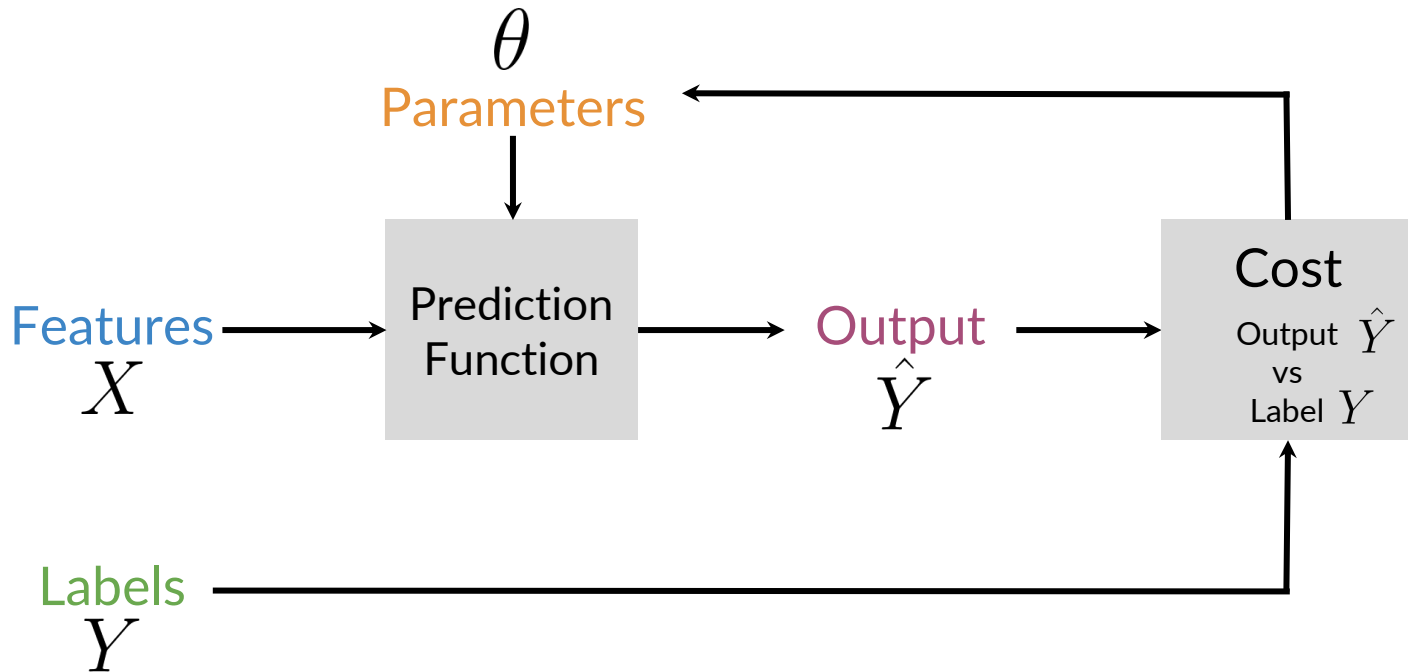 θ
Parameters
Features
X
Prediction
Function
Output
Ŷ
Cost
Output Ŷ
vs
Label Y
Labels
Y